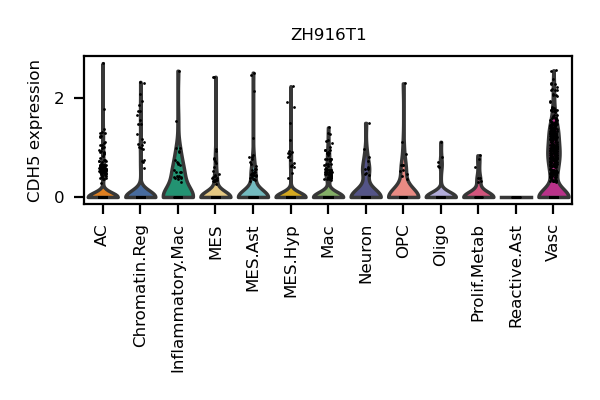 ZH916T1
CDH5 expression
2
0
AC
Chromatin.Reg
Inflammatory.Mac
MES
MES.Ast
MES.Hyp
Mac
Neuron
OPC
Oligo
Prolif.Metab
Reactive.Ast
Vasc